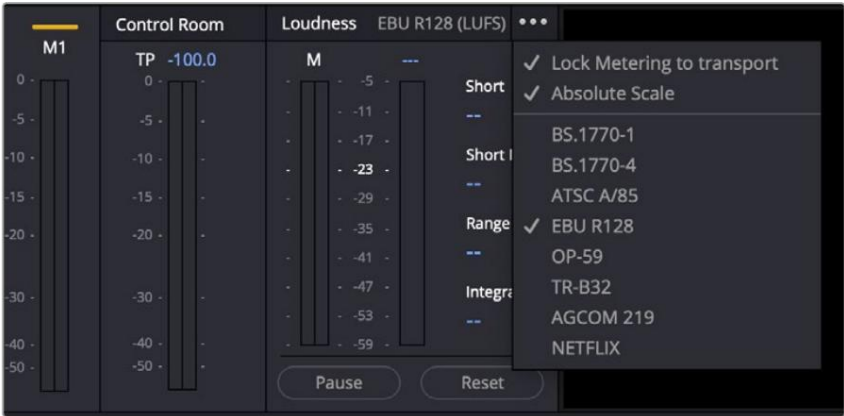 Control Room
Loudness EBU R128 (LUFS) •••
M1
TP -100.0
M ---
0 -
-5 -
-10 -
-15 -
-20 -
-30 -
-40 -
-50 -
0 -
-5 -
-10 -
-15 -
-20 -
-30 -
-40 -
-50 -
-5
-11
-17
-23
-29
-35
-41
-47
-53
-59
Short
--
Short
--
Range
--
Integra
--
Pause
Reset
✓ Lock Metering to transport
✓ Absolute Scale
BS.1770-1
BS.1770-4
ATSC A/85
✓ EBU R128
OP-59
TR-B32
AGCOM 219
NETFLIX